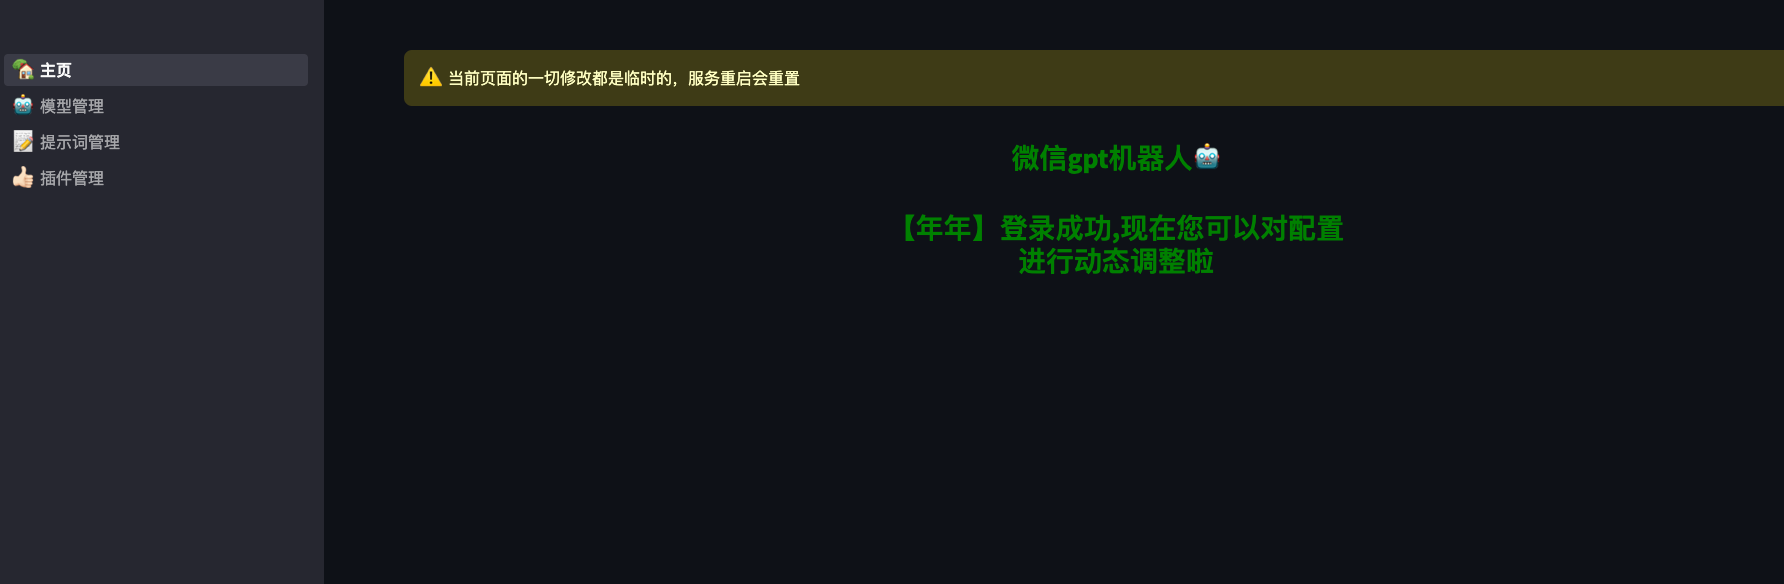 主页
模型管理
提示词管理
插件管理
当前页面的一切修改都是临时的，服务重启会重置
微信gpt机器人
【年年】登录成功,现在您可以对配置
进行动态调整啦